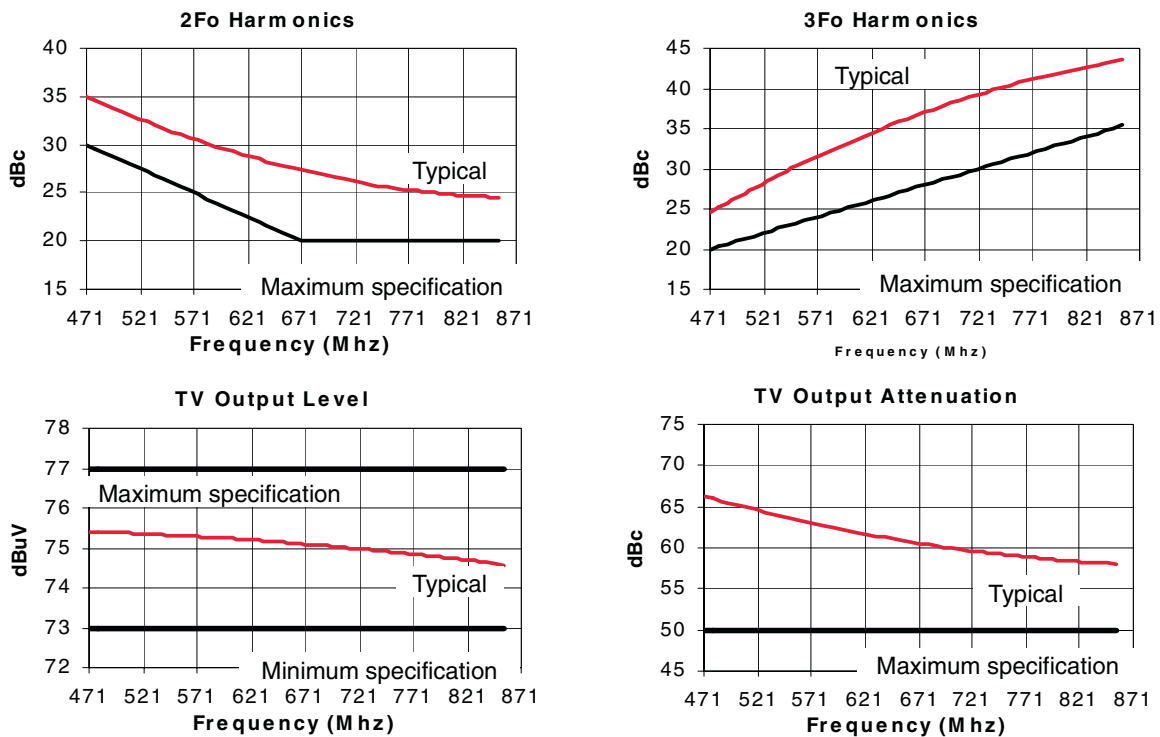 2Fo Harmonics
40
35
30
25
20
15
dBc
Typical
Maximum specification
471 521 571 621 671 721 771 821 871
Frequency (Mhz)
3Fo Harmonics
45
40
35
30
25
20
15
dBc
Typical
Maximum specification
471 521 571 621 671 721 771 821 871
Frequency (Mhz)
TV Output Level
78
77
76
75
74
73
72
dBuV
Maximum specification
Typical
Minimum specification
471 521 571 621 671 721 771 821 871
Frequency (Mhz)
TV Output Attenuation
75
70
65
60
55
50
45
dBc
Typical
Maximum specification
471 521 571 621 671 721 771 821 871
Frequency (Mhz)